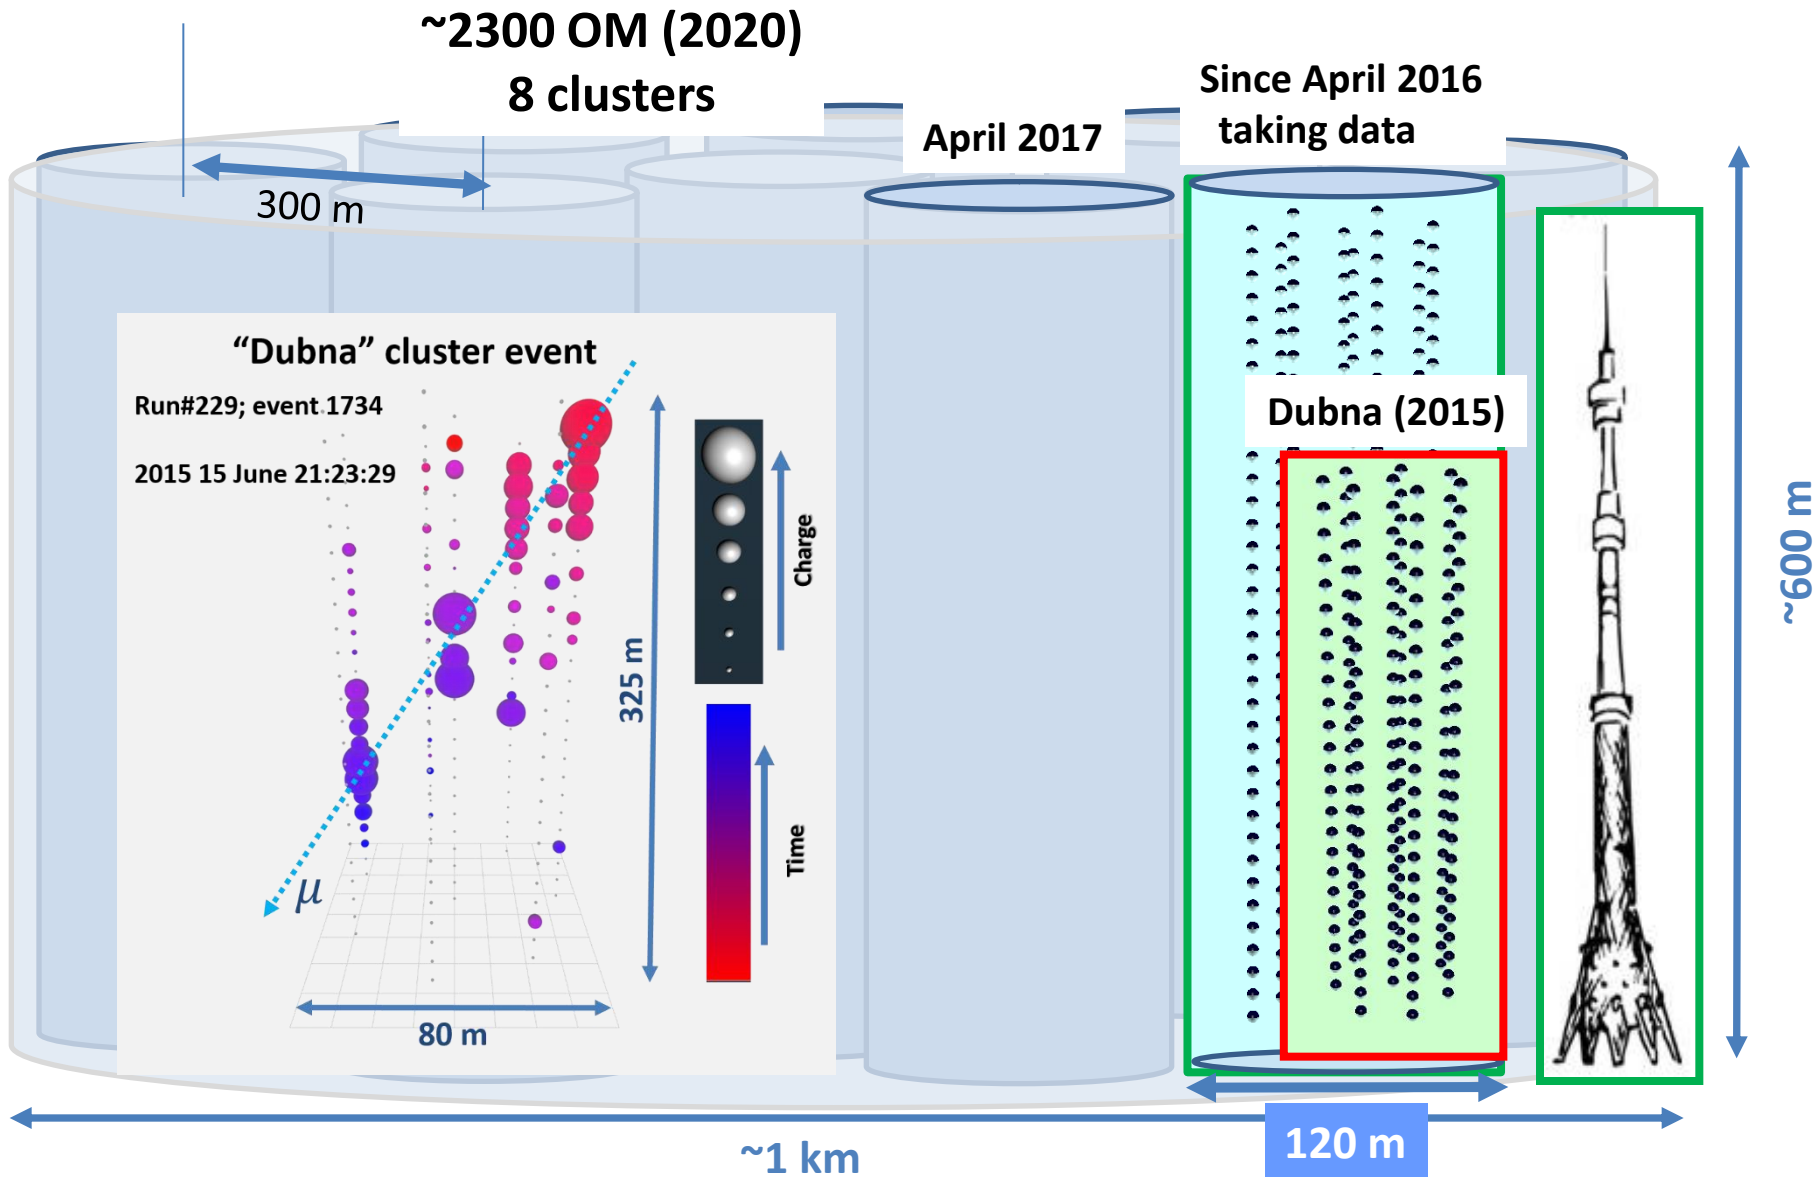 ~2300 OM (2020)
8 clusters
Since April 2016
taking data
April 2017
300 m
“Dubna” cluster event
Run#229; event 1734
2015 15 June 21:23:29
Charge
Dubna (2015)
325 m
~600 m
Time
μ
80 m
120 m
~1 km